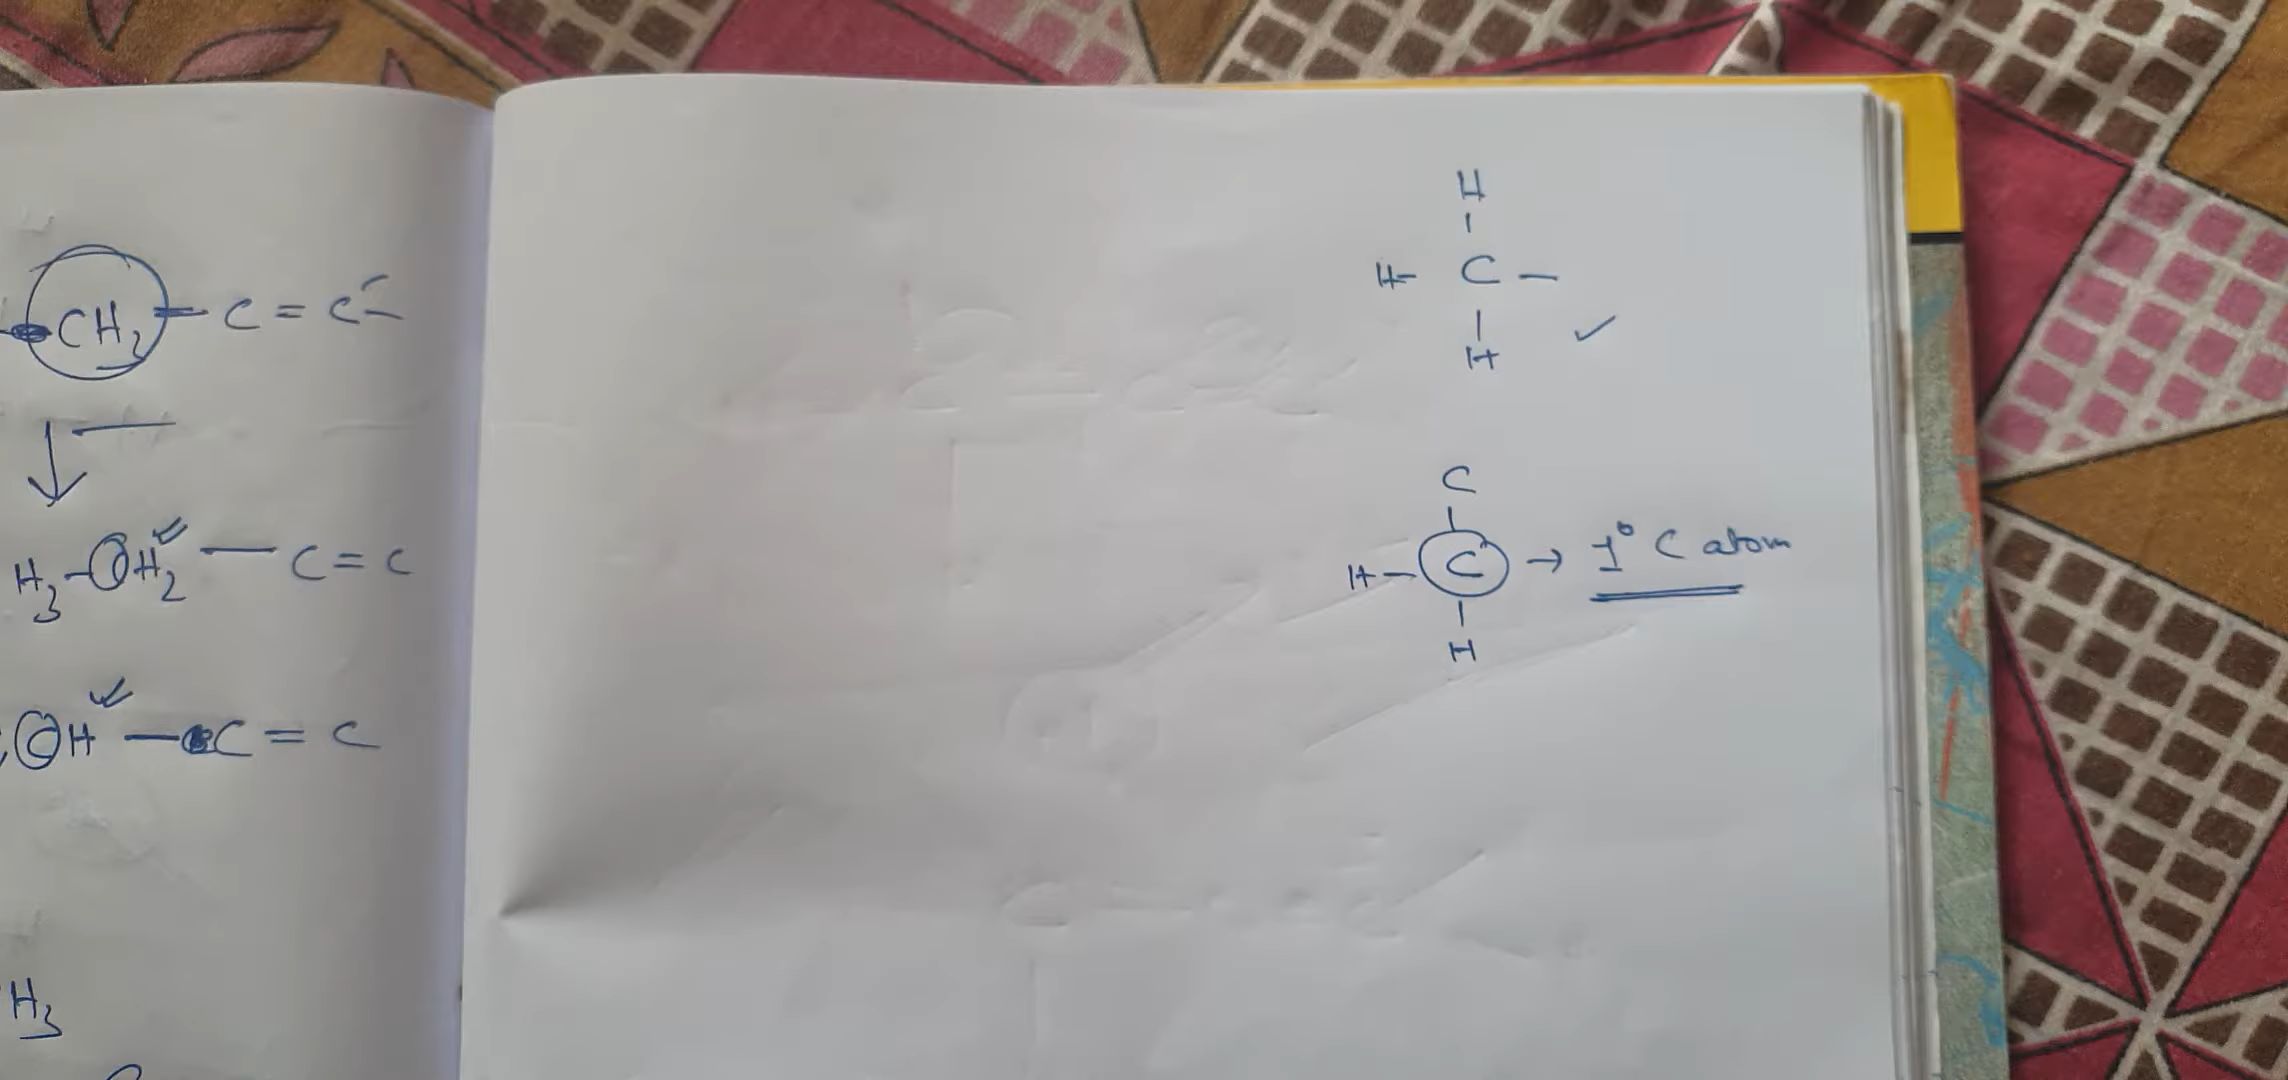 CH₂ — C = C
H₃ — CH₂ — C = C
CH — C = C
H₃
H
H — C —
H
C
H — C → 1° C atom
H